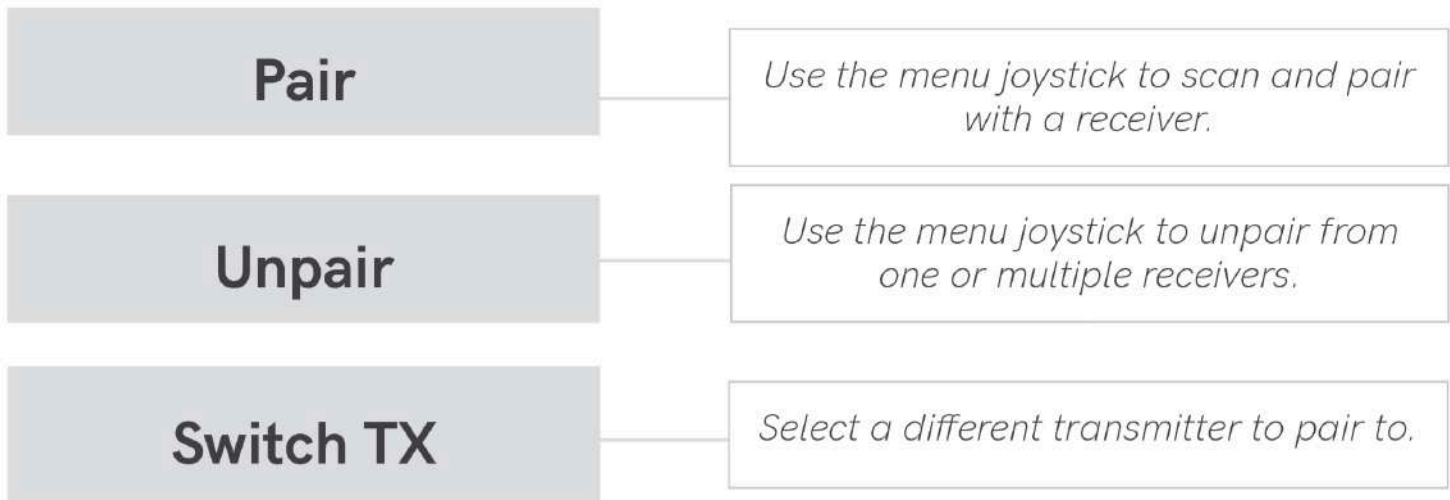 Pair
Use the menu joystick to scan and pair
with a receiver.
Unpair
Use the menu joystick to unpair from
one or multiple receivers.
Switch TX
Select a different transmitter to pair to.